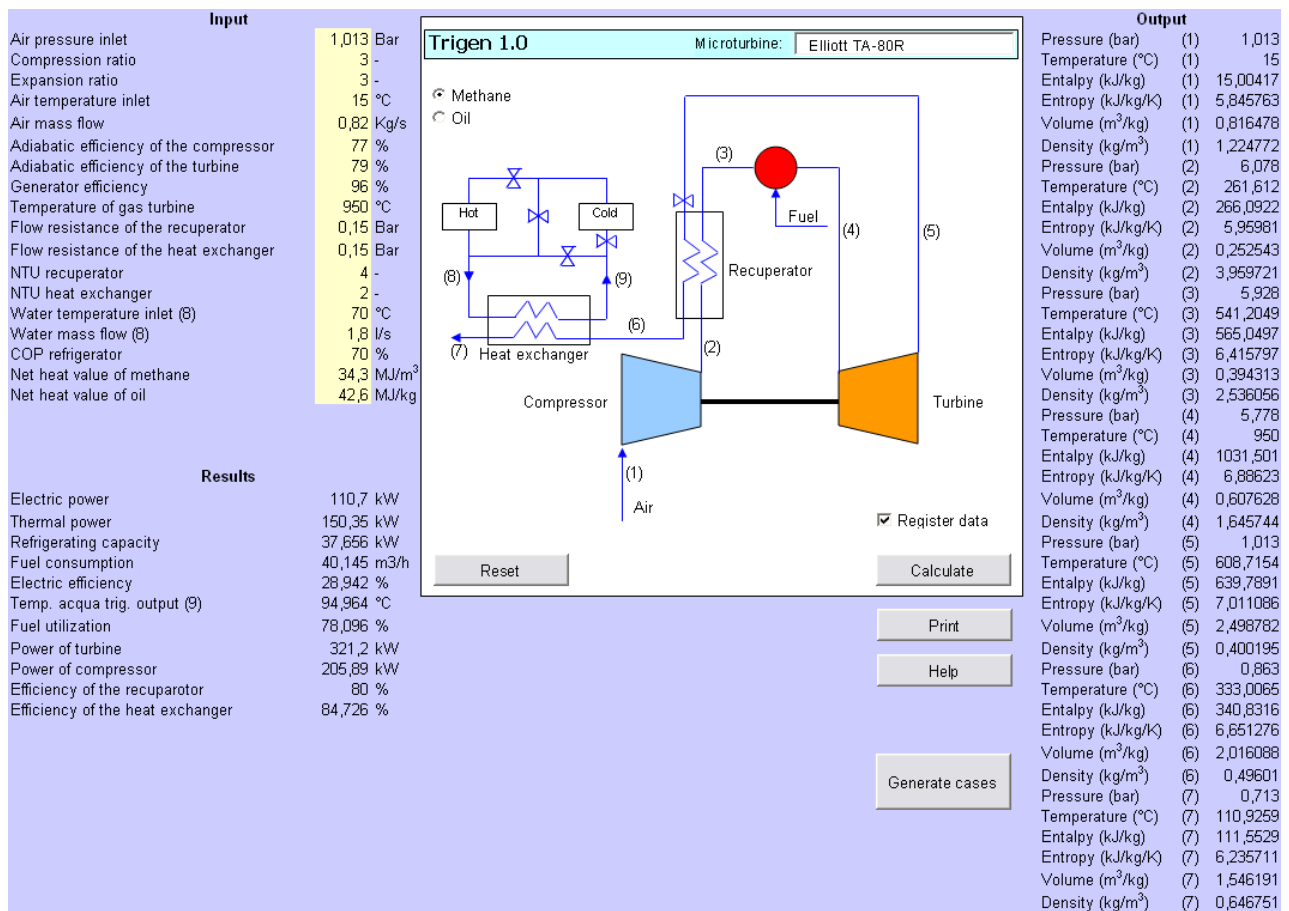 Input
Air pressure inlet 1,013 Bar
Compression ratio 3 -
Expansion ratio 3 -
Air temperature inlet 15 °C
Air mass flow 0,82 Kg/s
Adiabatic efficiency of the compressor 77 %
Adiabatic efficiency of the turbine 79 %
Generator efficiency 96 %
Temperature of gas turbine 950 °C
Flow resistance of the recuperator 0,15 Bar
Flow resistance of the heat exchanger 0,15 Bar
NTU recuperator 4 -
NTU heat exchanger 2 -
Water temperature inlet (8) 70 °C
Water mass flow (8) 1,8 l/s
COP refrigerator 70 %
Net heat value of methane 34,3 MJ/m³
Net heat value of oil 42,6 MJ/kg
Results
Electric power 110,7 kW
Thermal power 150,35 kW
Refrigerating capacity 37,656 kW
Fuel consumption 40,145 m3/h
Electric efficiency 28,942 %
Temp. acqua trig. output (9) 94,964 °C
Fuel utilization 78,096 %
Power of turbine 321,2 kW
Power of compressor 205,89 kW
Efficiency of the recuparotor 80 %
Efficiency of the heat exchanger 84,726 %
Trigen 1.0 Microturbine: Elliott TA-80R
Methane
Oil
(3)
Hot
Cold
Fuel
(4)
(5)
Recuperator
(8)
(9)
(6)
(7) Heat exchanger
(2)
Compressor
Turbine
(1)
Air
Register data
Reset
Calculate
Print
Help
Generate cases
Output
Pressure (bar) (1) 1,013
Temperature (°C) (1) 15
Entalpy (kJ/kg) (1) 15,00417
Entropy (kJ/kg/K) (1) 5,845763
Volume (m³/kg) (1) 0,816478
Density (kg/m³) (1) 1,224772
Pressure (bar) (2) 6,078
Temperature (°C) (2) 261,612
Entalpy (kJ/kg) (2) 266,0922
Entropy (kJ/kg/K) (2) 5,95981
Volume (m³/kg) (2) 0,252543
Density (kg/m³) (2) 3,959721
Pressure (bar) (3) 5,928
Temperature (°C) (3) 541,2049
Entalpy (kJ/kg) (3) 565,0497
Entropy (kJ/kg/K) (3) 6,415797
Volume (m³/kg) (3) 0,394313
Density (kg/m³) (3) 2,536056
Pressure (bar) (4) 5,778
Temperature (°C) (4) 950
Entalpy (kJ/kg) (4) 1031,501
Entropy (kJ/kg/K) (4) 6,88623
Volume (m³/kg) (4) 0,607628
Density (kg/m³) (4) 1,645744
Pressure (bar) (5) 1,013
Temperature (°C) (5) 608,7154
Entalpy (kJ/kg) (5) 639,7891
Entropy (kJ/kg/K) (5) 7,011086
Volume (m³/kg) (5) 2,498782
Density (kg/m³) (5) 0,400195
Pressure (bar) (6) 0,863
Temperature (°C) (6) 333,0065
Entalpy (kJ/kg) (6) 340,8316
Entropy (kJ/kg/K) (6) 6,651276
Volume (m³/kg) (6) 2,016088
Density (kg/m³) (6) 0,49601
Pressure (bar) (7) 0,713
Temperature (°C) (7) 110,9259
Entalpy (kJ/kg) (7) 111,5529
Entropy (kJ/kg/K) (7) 6,235711
Volume (m³/kg) (7) 1,546191
Density (kg/m³) (7) 0,646751